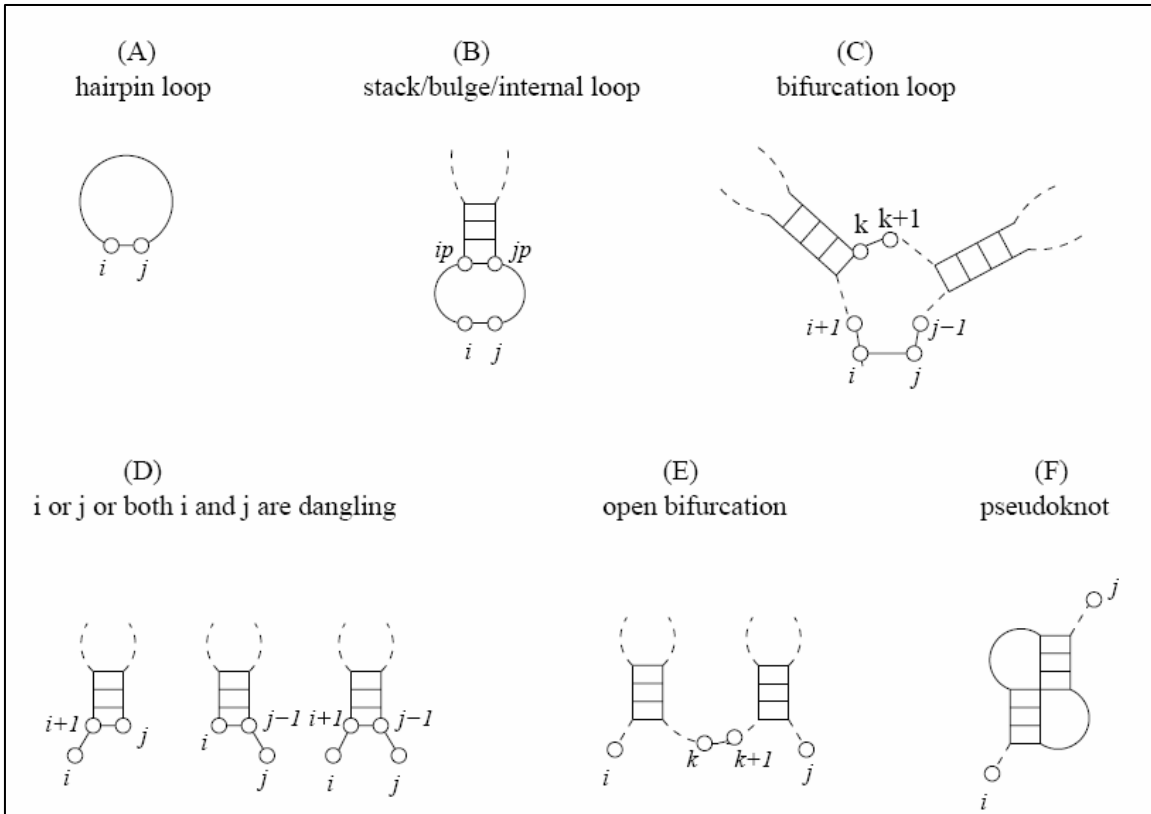 (A)
hairpin loop
(B)
stack/bulge/internal loop
(C)
bifurcation loop
i j
ip jp
i j
k k+1
i+1 j−1
i j
(D)
i or j or both i and j are dangling
(E)
open bifurcation
(F)
pseudoknot
i+1 j
i
i j−1
j
i+1 j−1
i j
k k+1
i j
j
i